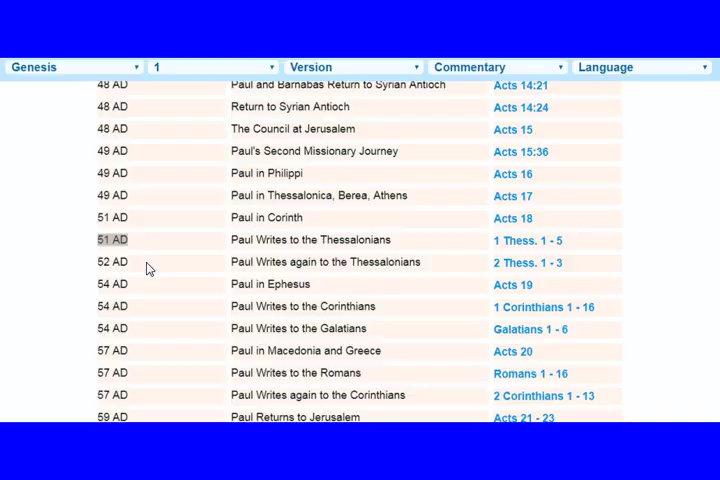 Genesis 1 Version Commentary Language
48 AD Paul and Barnabas Return to Syrian Antioch Acts 14:21
48 AD Return to Syrian Antioch Acts 14:24
48 AD The Council at Jerusalem Acts 15
49 AD Paul's Second Missionary Journey Acts 15:36
49 AD Paul in Philippi Acts 16
49 AD Paul in Thessalonica, Berea, Athens Acts 17
51 AD Paul in Corinth Acts 18
51 AD Paul Writes to the Thessalonians 1 Thess. 1 - 5
52 AD Paul Writes again to the Thessalonians 2 Thess. 1 - 3
54 AD Paul in Ephesus Acts 19
54 AD Paul Writes to the Corinthians 1 Corinthians 1 - 16
54 AD Paul Writes to the Galatians Galatians 1 - 6
57 AD Paul in Macedonia and Greece Acts 20
57 AD Paul Writes to the Romans Romans 1 - 16
57 AD Paul Writes again to the Corinthians 2 Corinthians 1 - 13
59 AD Paul Returns to Jerusalem Acts 21 - 23